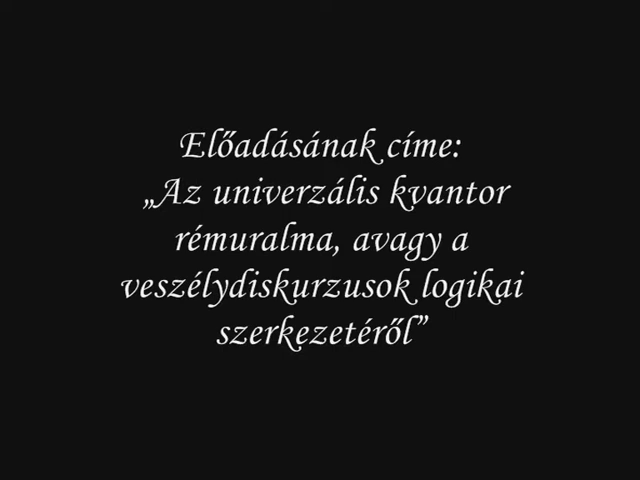 Előadásának címe:
„Az univerzális kvantor
rémuralma, avagy a
veszélydiskurzusok logikai
szerkezetéről”